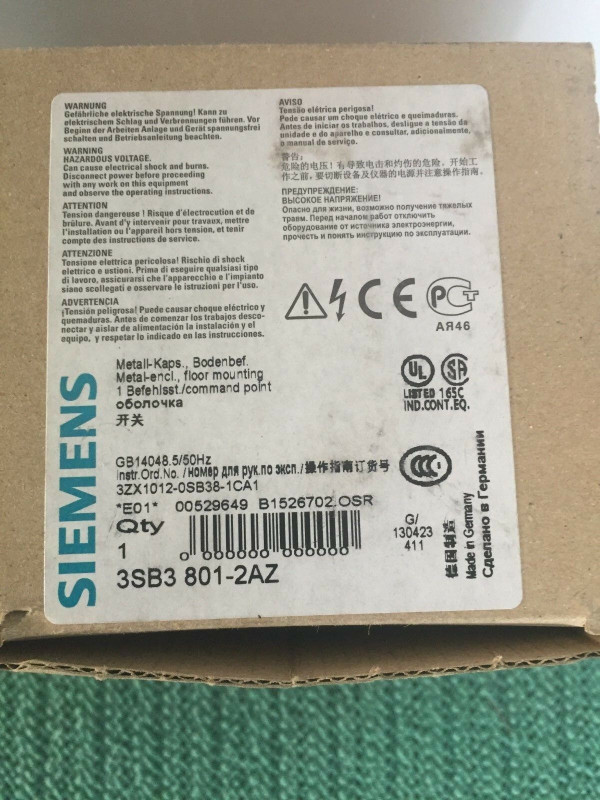 WARNUNG
Gefährliche elektrische Spannung! Kann zu
elektrischem Schlag und Verbrennungen führen. Vor
Beginn der Arbeiten Anlage und Gerät spannungsfrei
schalten und Betriebsanleitung beachten.
WARNING
HAZARDOUS VOLTAGE.
Can cause electrical shock and burns.
Disconnect power before proceeding
with any work on this equipment
and observe the operating instructions.
ATTENTION
Tension dangereuse ! Risque d'électrocution et de
brûlure. Avant d'y intervenir pour travaux, mettre
l'installation ou l'appareil hors tension, et tenir
compte des instructions de service.
ATTENZIONE
Tensione elettrica pericolosa! Rischio di shock
elettrico e ustioni. Prima di eseguire qualsiasi tipo
di lavoro, assicurarsi che l'apparecchio e l'impianto
siano scollegati e osservare le istruzioni per l'uso.
ADVERTENCIA
¡Tensión peligrosa! Puede causar choque eléctrico y
quemaduras. Antes de comenzar los trabajos desco-
nectar y aislar de alimentación la instalación y el
equipo, y respetar lo indicado en las instrucciones.
AVISO
Tensão elétrica perigosa!
Pode causar um choque elétrico e queimaduras.
Antes de iniciar os trabalhos, desligue a tensão da
unidade e do aparelho e consultar, adicionalmente,
o manual de serviço.
警告:
危险的电压! 有导致电击和灼伤的危险。开始工
作之前, 要切断设备及仪器的电源并注意操作指南。
ПРЕДУПРЕЖДЕНИЕ:
ВЫСОКОЕ НАПРЯЖЕНИЕ!
Опасно для жизни, возможно получение тяжелых
травм. Перед началом работ отключить
оборудование от источника электроэнергии,
прочесть и понять инструкцию по эксплуатации.
CE PCT
АЯ46
UL SA
LISTED 165C
IND.CONT.EQ.
SIEMENS
Metall-Kaps., Bodenbef.
Metal-encl., floor mounting
1 Befehlsst./command point
оболочка
开关
GB14048.5/50Hz
Instr.Ord.No./номер для рук.по эксп./操作指南订货号
3ZX1012-0SB38-1CA1
CCC
*E01* 00529649 B1526702.OSR
Qty
1
0 000000 000000
3SB3 801-2AZ
G/
130423
411
德国制造
Made in Germany
Сделано в Германии